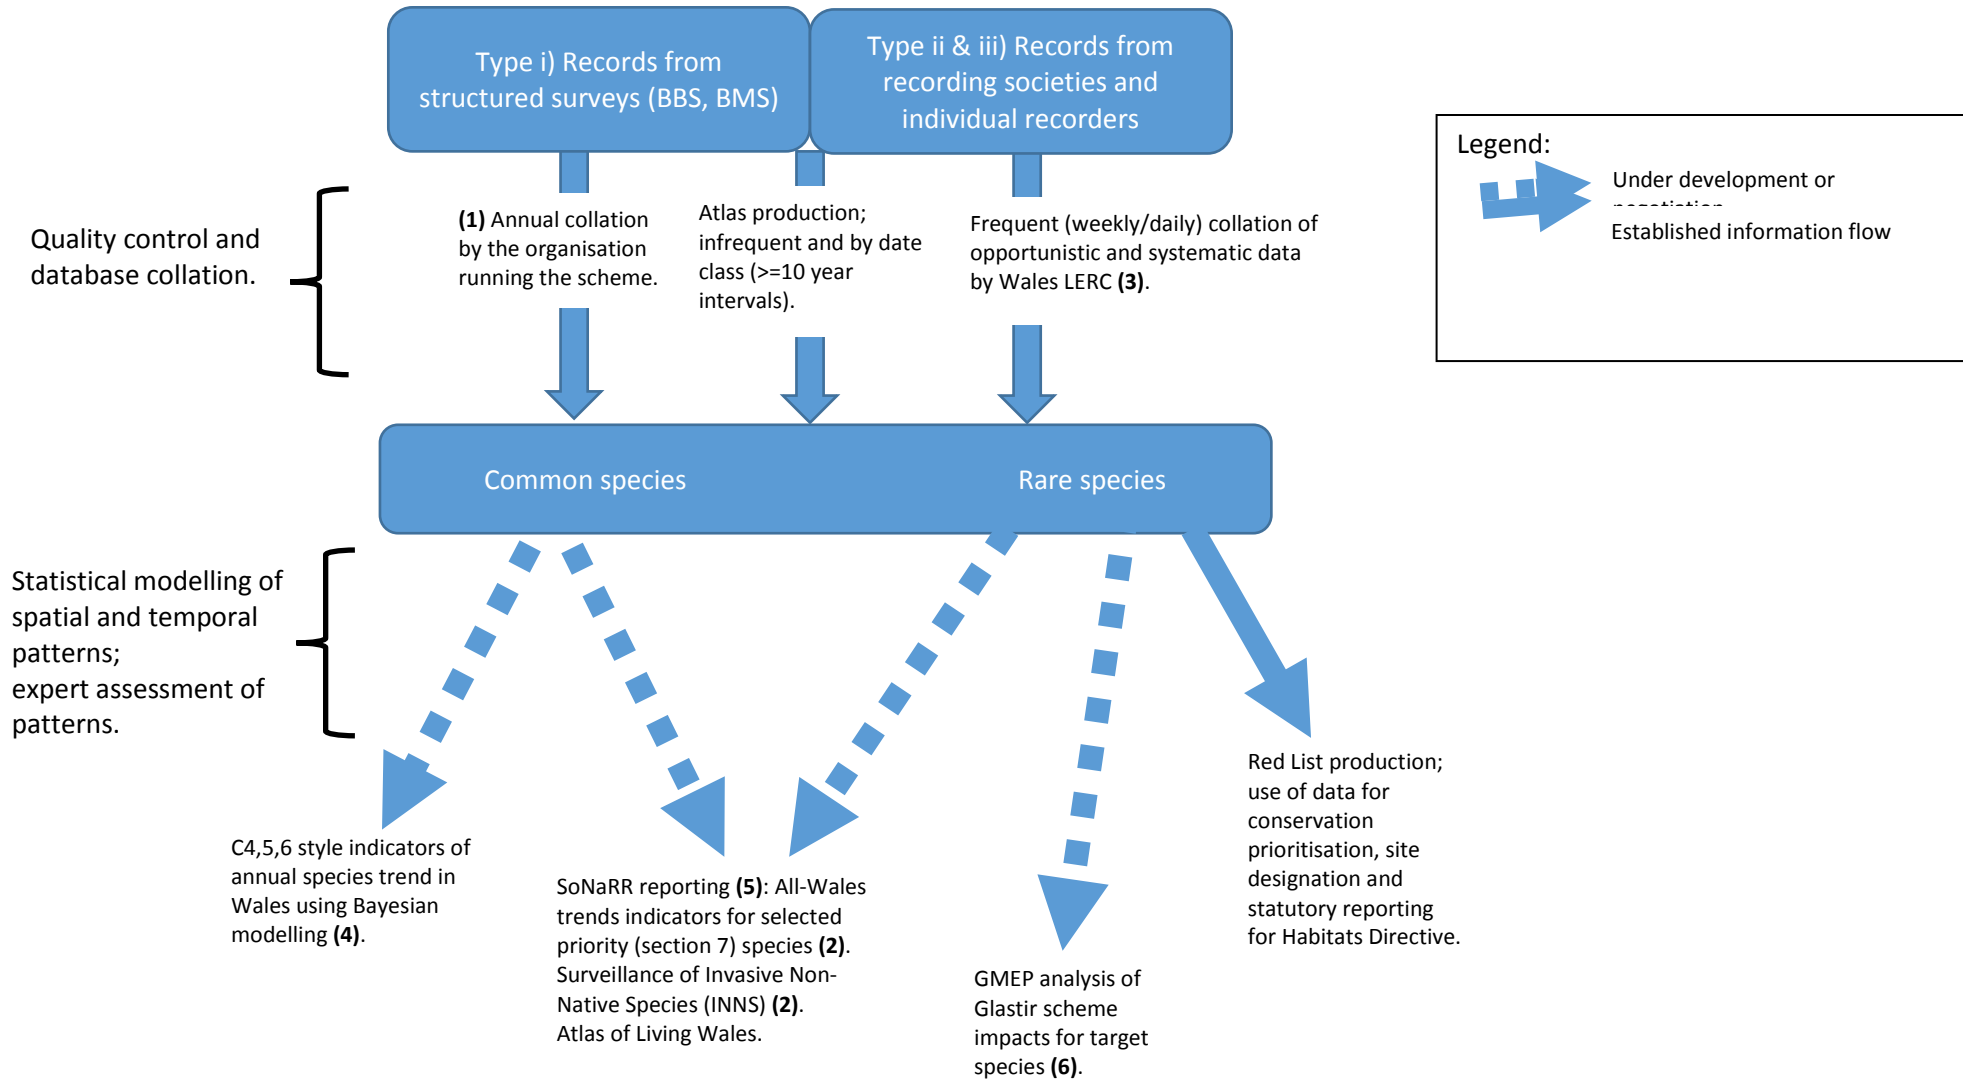 Type i) Records from
structured surveys (BBS, BMS)
Type ii & iii) Records from
recording societies and
individual recorders
Legend:
Under development or
Established information flow
Quality control and
database collation.
(1) Annual collation
by the organisation
running the scheme.
Atlas production;
infrequent and by date
class (>=10 year
intervals).
Frequent (weekly/daily) collation of
opportunistic and systematic data
by Wales LERC (3).
Common species
Rare species
Statistical modelling of
spatial and temporal
patterns;
expert assessment of
patterns.
C4,5,6 style indicators of
annual species trend in
Wales using Bayesian
modelling (4).
SoNaRR reporting (5): All-Wales
trends indicators for selected
priority (section 7) species (2).
Surveillance of Invasive Non-
Native Species (INNS) (2).
Atlas of Living Wales.
GMEP analysis of
Glastir scheme
impacts for target
species (6).
Red List production;
use of data for
conservation
prioritisation, site
designation and
statutory reporting
for Habitats Directive.